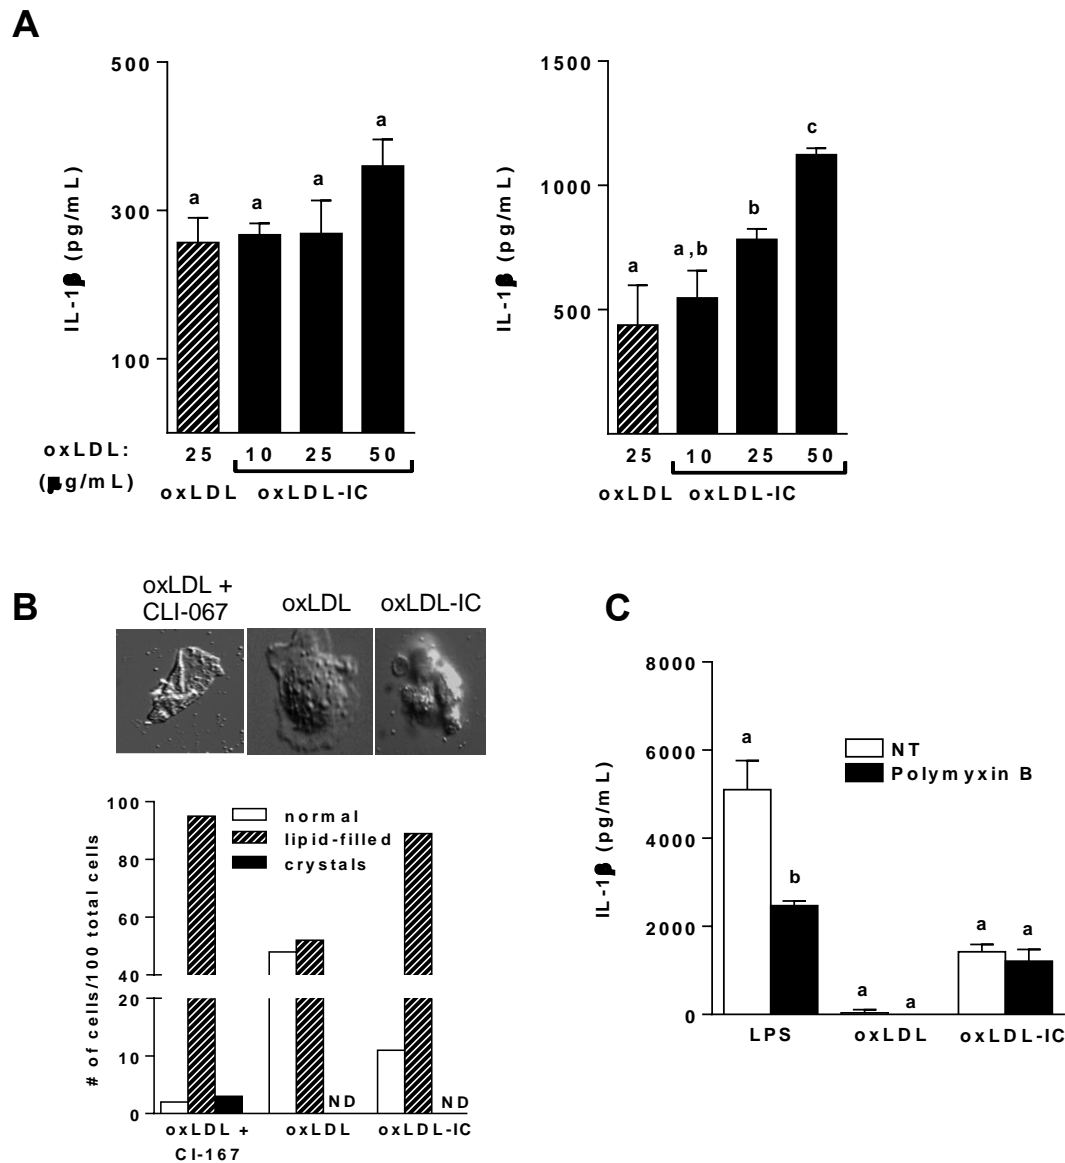 A
500
300
100
IL-1β (pg/mL)
a
a
a
a
oxLDL:
(µg/mL)
25 10 25 50
oxLDL oxLDL-IC
1500
1000
500
IL-1β (pg/mL)
a
a,b
b
c
25 10 25 50
oxLDL oxLDL-IC
B
oxLDL +
CLI-067
oxLDL
oxLDL-IC
100
80
60
40
20
10
0
# of cells/100 total cells
normal
lipid-filled
crystals
ND
ND
oxLDL +
CI-167
oxLDL
oxLDL-IC
C
8000
6000
4000
2000
0
IL-1β (pg/mL)
NT
Polymyxin B
a
b
a
a
a
a
LPS
oxLDL
oxLDL-IC